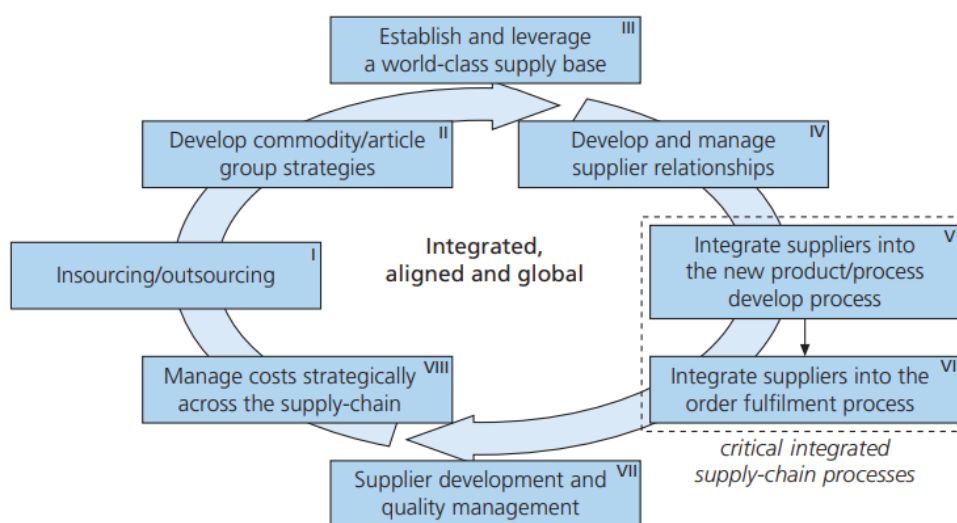 III
Establish and leverage
a world-class supply base
II
Develop commodity/article
group strategies
IV
Develop and manage
supplier relationships
I
Insourcing/outsourcing
Integrated,
aligned and global
V
Integrate suppliers into
the new product/process
develop process
VIII
Manage costs strategically
across the supply-chain
VI
Integrate suppliers into the
order fulfilment process
critical integrated
supply-chain processes
VII
Supplier development and
quality management